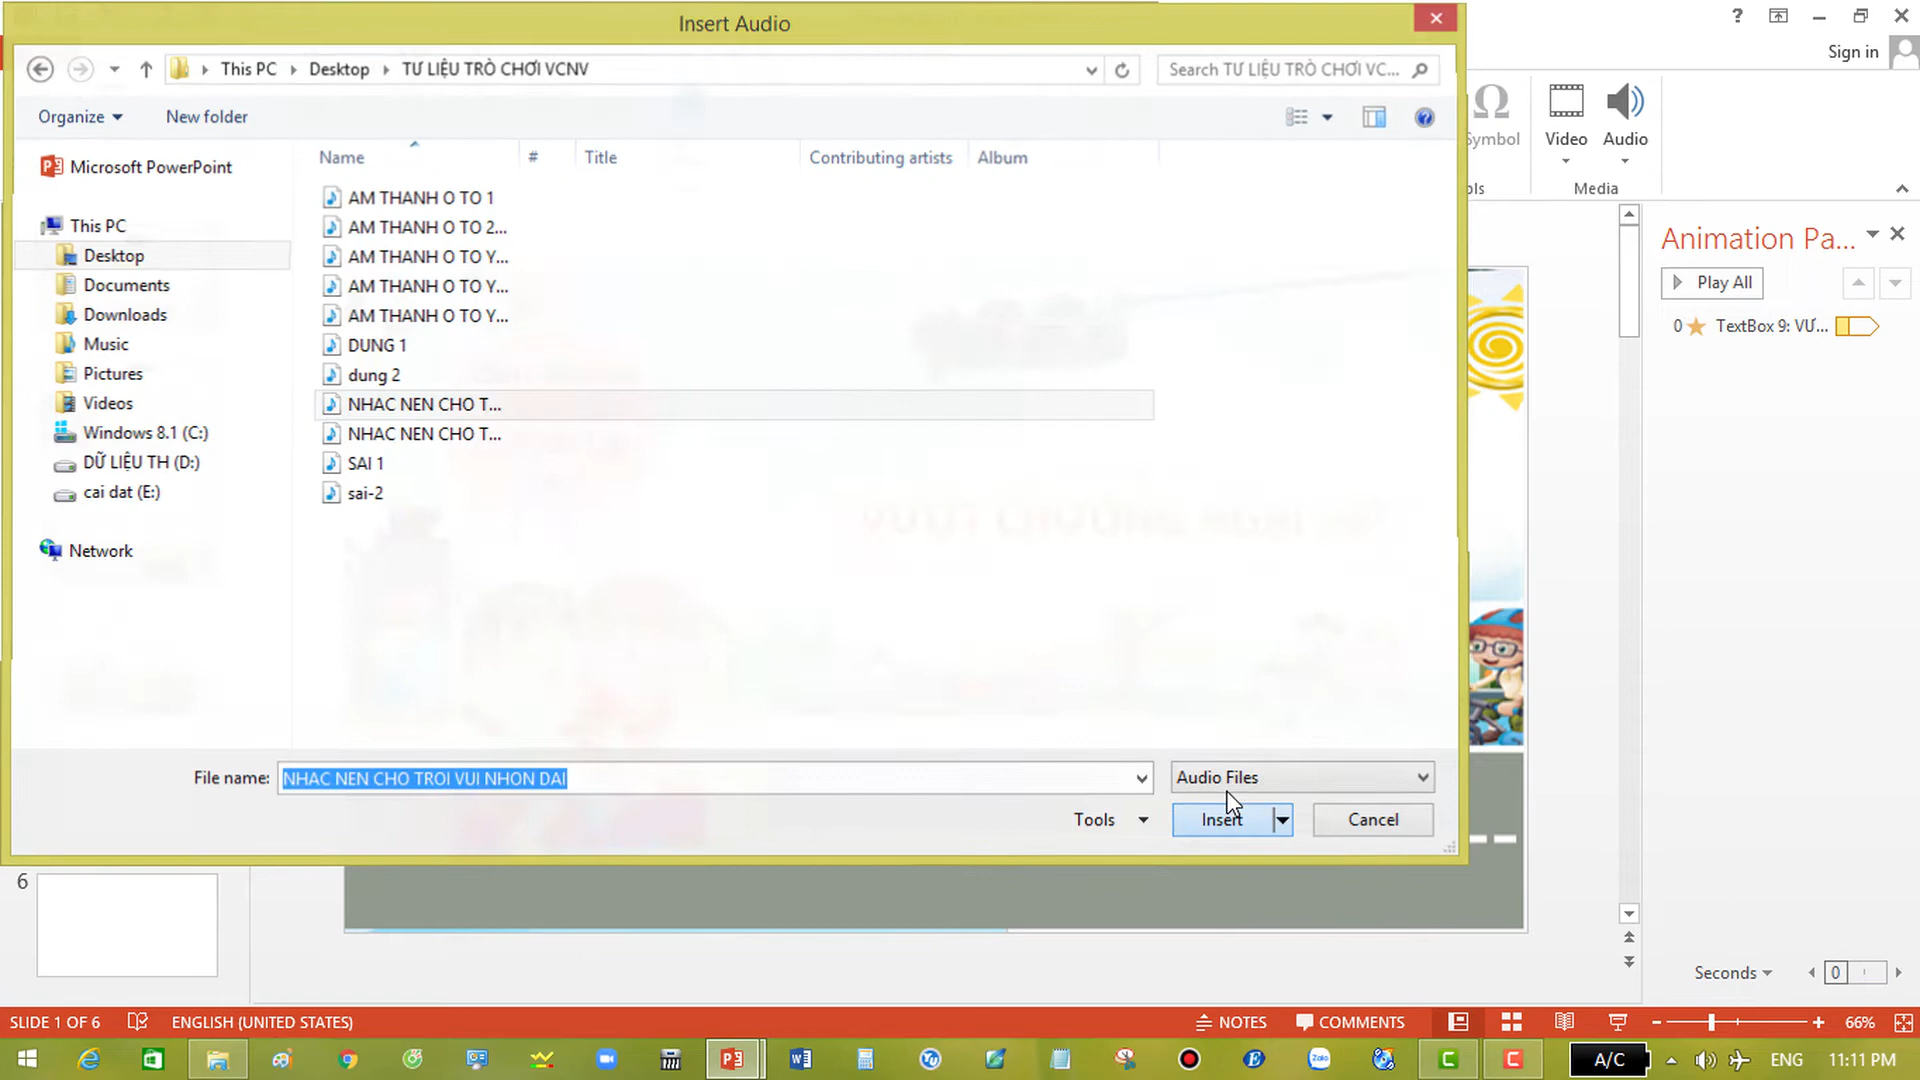 Insert Audio
Sign in
This PC
Desktop
TƯ LIỆU TRÒ CHƠI VCNV
Search TƯ LIỆU TRÒ CHƠI VC...
Organize
New folder
Symbol
Video
Audio
Media
Name
#
Title
Contributing artists
Album
Microsoft PowerPoint
This PC
Desktop
Documents
Downloads
Music
Pictures
Videos
Windows 8.1 (C:)
DỮ LIỆU TH (D:)
cai dat (E:)
Network
AM THANH O TO 1
AM THANH O TO 2...
AM THANH O TO Y...
AM THANH O TO Y...
AM THANH O TO Y...
DUNG 1
dung 2
NHAC NEN CHO T...
NHAC NEN CHO T...
SAI 1
sai-2
Animation Pa...
Play All
0 TextBox 9: VƯ...
File name:
NHAC NEN CHO TROI VUI NHON DAI
Audio Files
Tools
Insert
Cancel
6
Seconds
0
SLIDE 1 OF 6
ENGLISH (UNITED STATES)
NOTES
COMMENTS
66%
A/C
ENG
11:11 PM